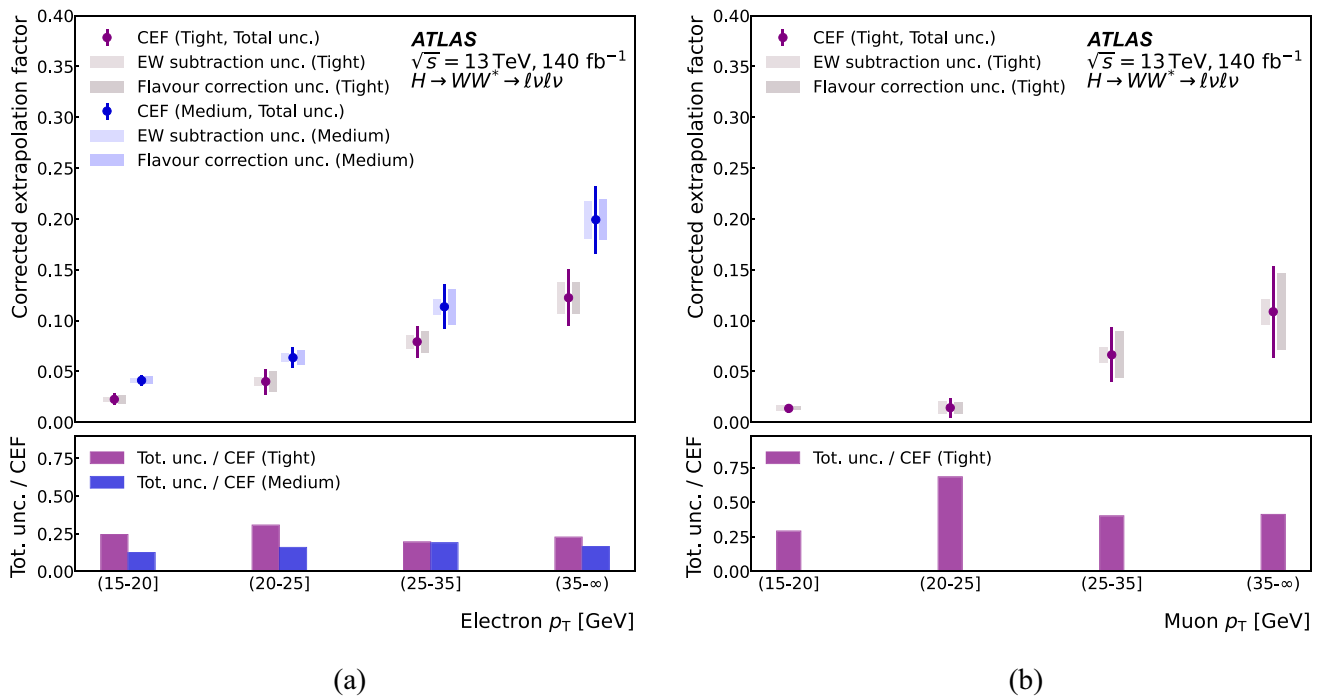 0.40
0.35
0.30
0.25
0.20
0.15
0.10
0.05
0.00
Corrected extrapolation factor
CEF (Tight, Total unc.)
EW subtraction unc. (Tight)
Flavour correction unc. (Tight)
CEF (Medium, Total unc.)
EW subtraction unc. (Medium)
Flavour correction unc. (Medium)
ATLAS
√s = 13 TeV, 140 fb⁻¹
H → WW* → ℓνℓν
0.75
0.50
0.25
0.00
Tot. unc. / CEF
Tot. unc. / CEF (Tight)
Tot. unc. / CEF (Medium)
(15-20]
(20-25]
(25-35]
(35-∞)
Electron p_T [GeV]
(a)
0.40
0.35
0.30
0.25
0.20
0.15
0.10
0.05
0.00
Corrected extrapolation factor
CEF (Tight, Total unc.)
EW subtraction unc. (Tight)
Flavour correction unc. (Tight)
ATLAS
√s = 13 TeV, 140 fb⁻¹
H → WW* → ℓνℓν
0.75
0.50
0.25
0.00
Tot. unc. / CEF
Tot. unc. / CEF (Tight)
(15-20]
(20-25]
(25-35]
(35-∞)
Muon p_T [GeV]
(b)